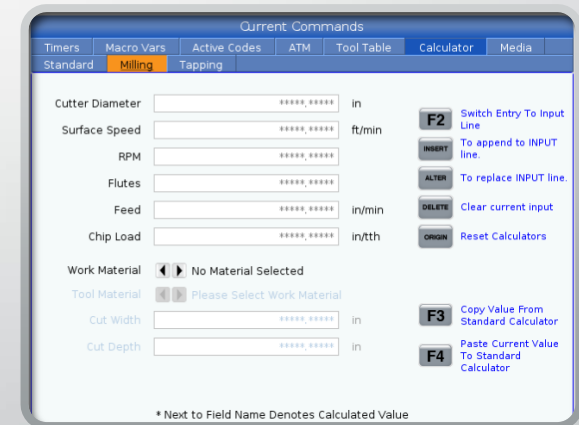 Current Commands
Timers Macro Vars Active Codes ATM Tool Table Calculator Media
Standard Milling Tapping
Cutter Diameter *****.***** in
Surface Speed *****.***** ft/min
RPM *****.*****
Flutes *****.*****
Feed *****.***** in/min
Chip Load *****.***** in/tth
Work Material No Material Selected
Tool Material Please Select Work Material
Cut Width *****.***** in
Cut Depth *****.***** in
* Next to Field Name Denotes Calculated Value
F2 Switch Entry To Input
Line
INSERT To append to INPUT
line.
ALTER To replace INPUT line.
DELETE Clear current input
ORIGIN Reset Calculators
F3 Copy Value From
Standard Calculator
F4 Paste Current Value
To Standard
Calculator